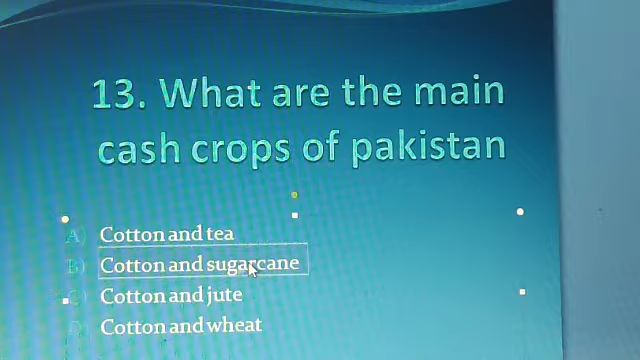 13. What are the main
cash crops of pakistan
A) Cotton and tea
B) Cotton and sugarcane
C) Cotton and jute
D) Cotton and wheat